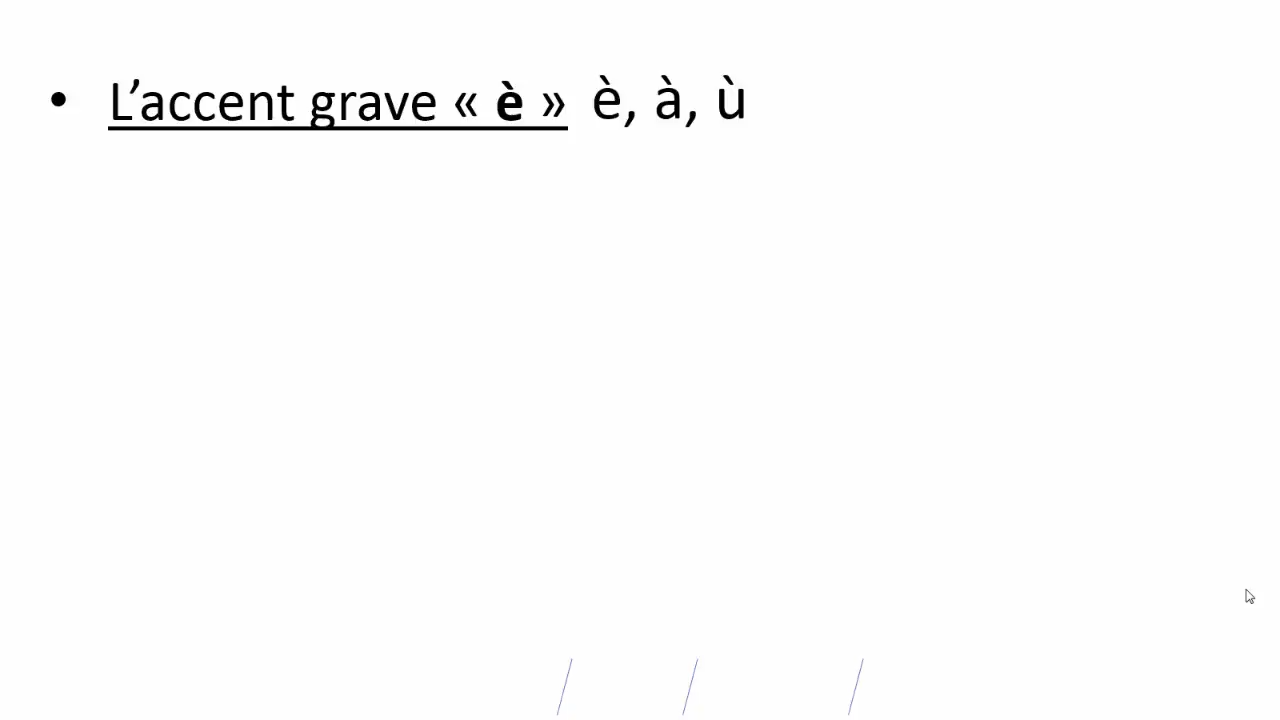 • L’accent grave « è » è, à, ù